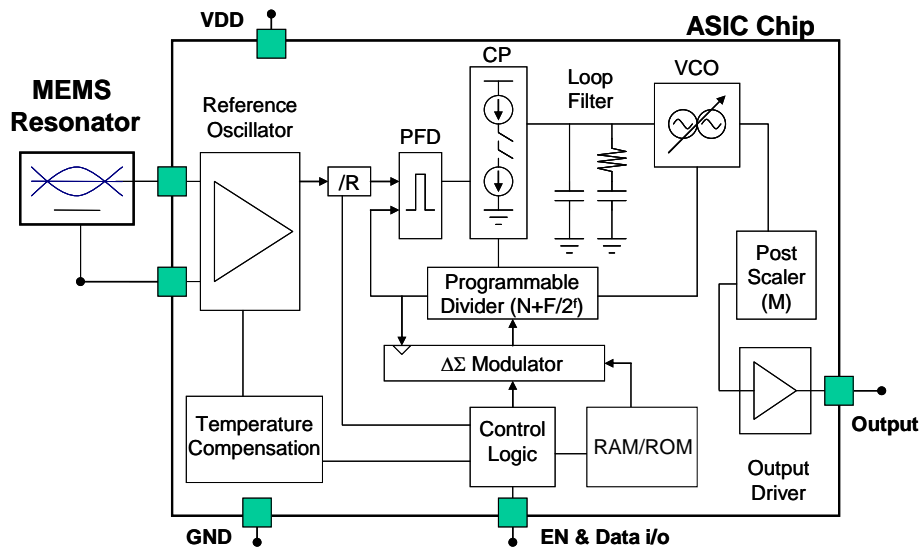 VDD
ASIC Chip
MEMS
Resonator
Reference
Oscillator
/R
PFD
CP
Loop
Filter
VCO
Programmable
Divider (N+F/2ᶠ)
ΔΣ Modulator
Post
Scaler
(M)
Temperature
Compensation
Control
Logic
RAM/ROM
Output
Driver
Output
GND
EN & Data i/o